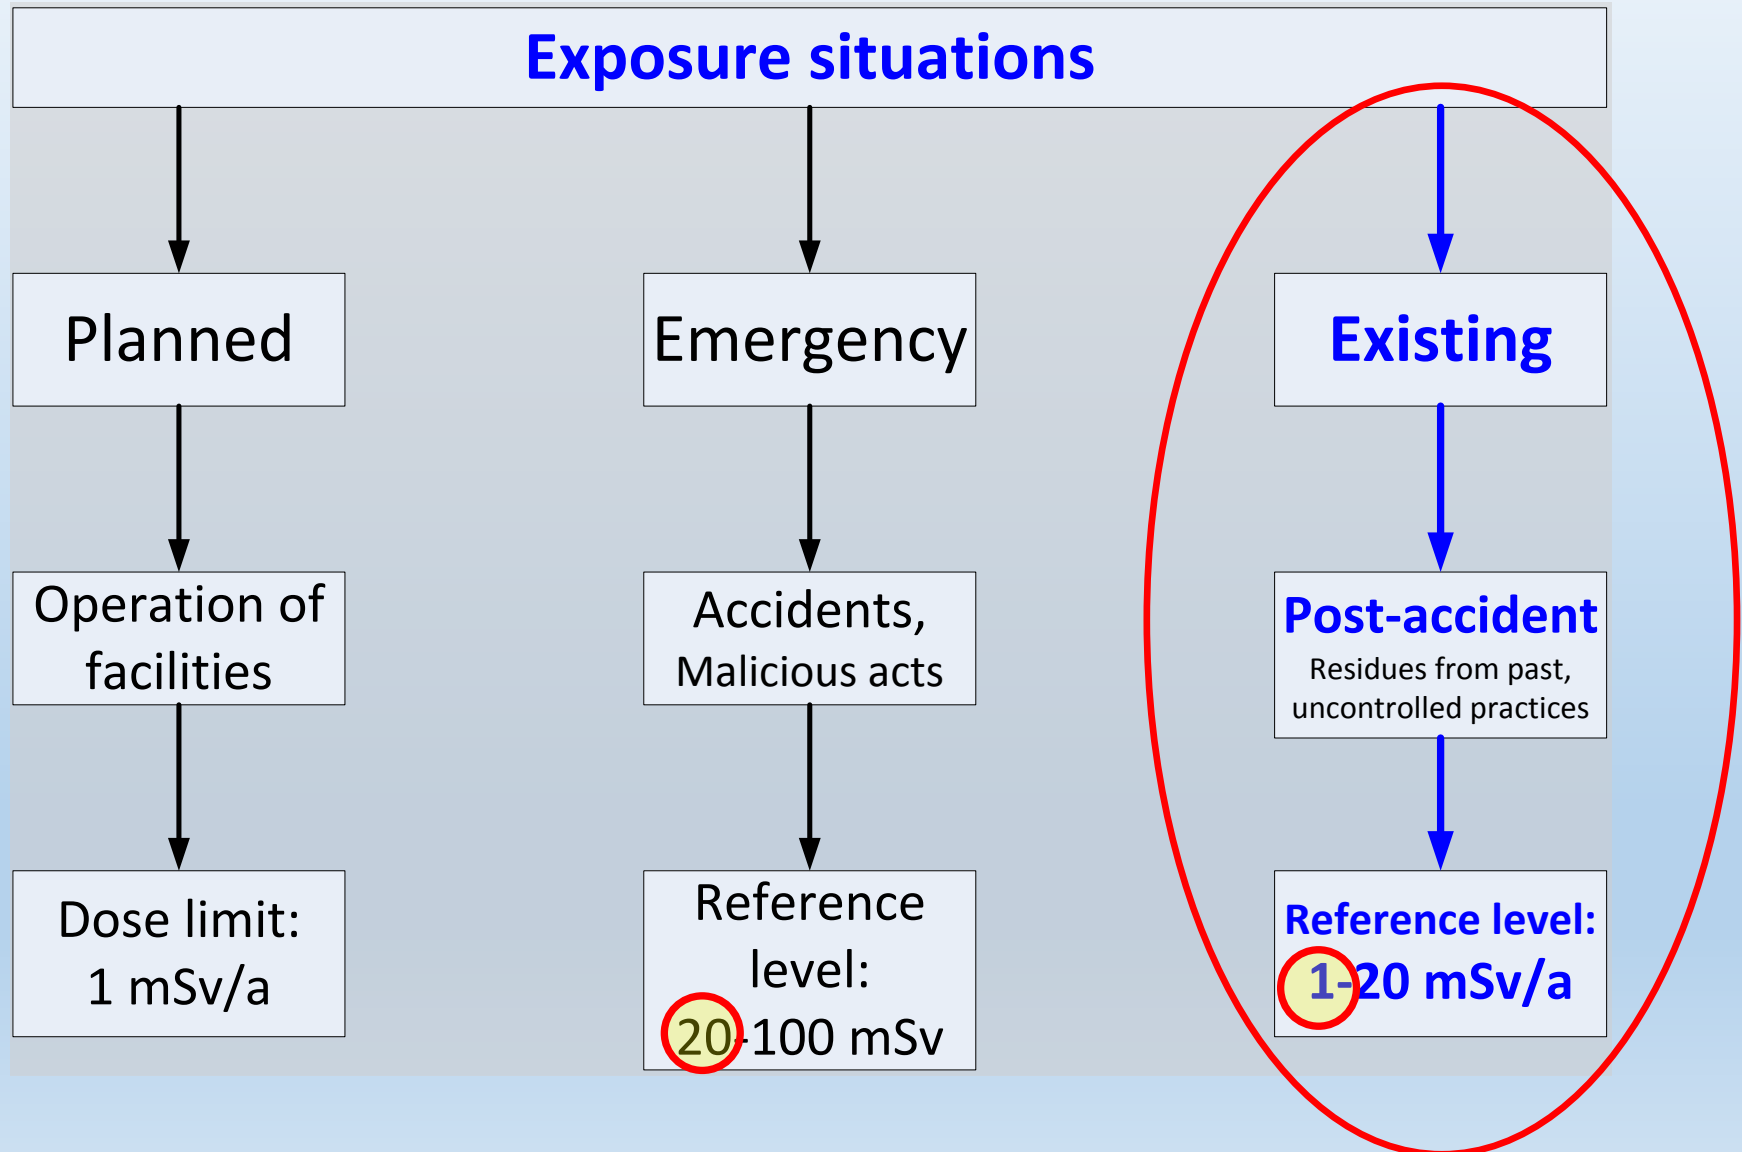 Exposure situations
Planned
Emergency
Existing
Operation of
facilities
Accidents,
Malicious acts
Post-accident
Residues from past,
uncontrolled practices
Dose limit:
1 mSv/a
Reference
level:
20-100 mSv
Reference level:
1-20 mSv/a